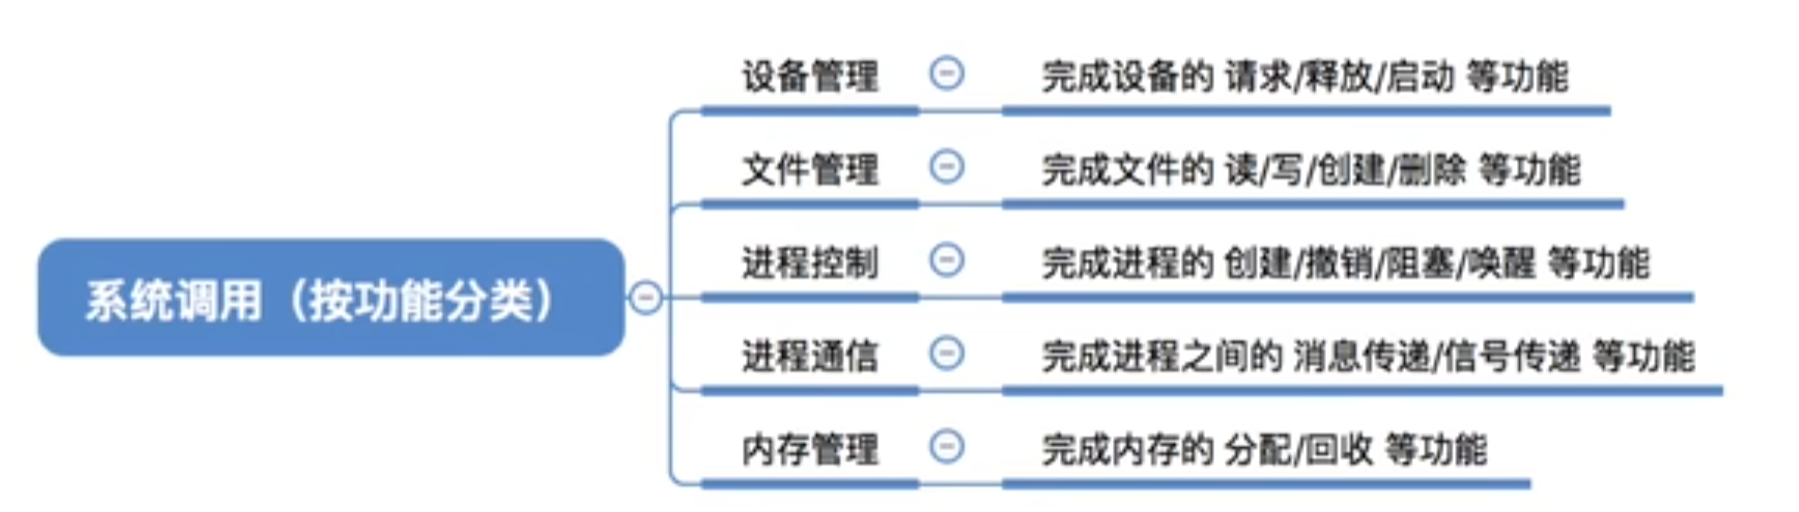 系统调用（按功能分类）
设备管理
完成设备的 请求/释放/启动 等功能
文件管理
完成文件的 读/写/创建/删除 等功能
进程控制
完成进程的 创建/撤销/阻塞/唤醒 等功能
进程通信
完成进程之间的 消息传递/信号传递 等功能
内存管理
完成内存的 分配/回收 等功能